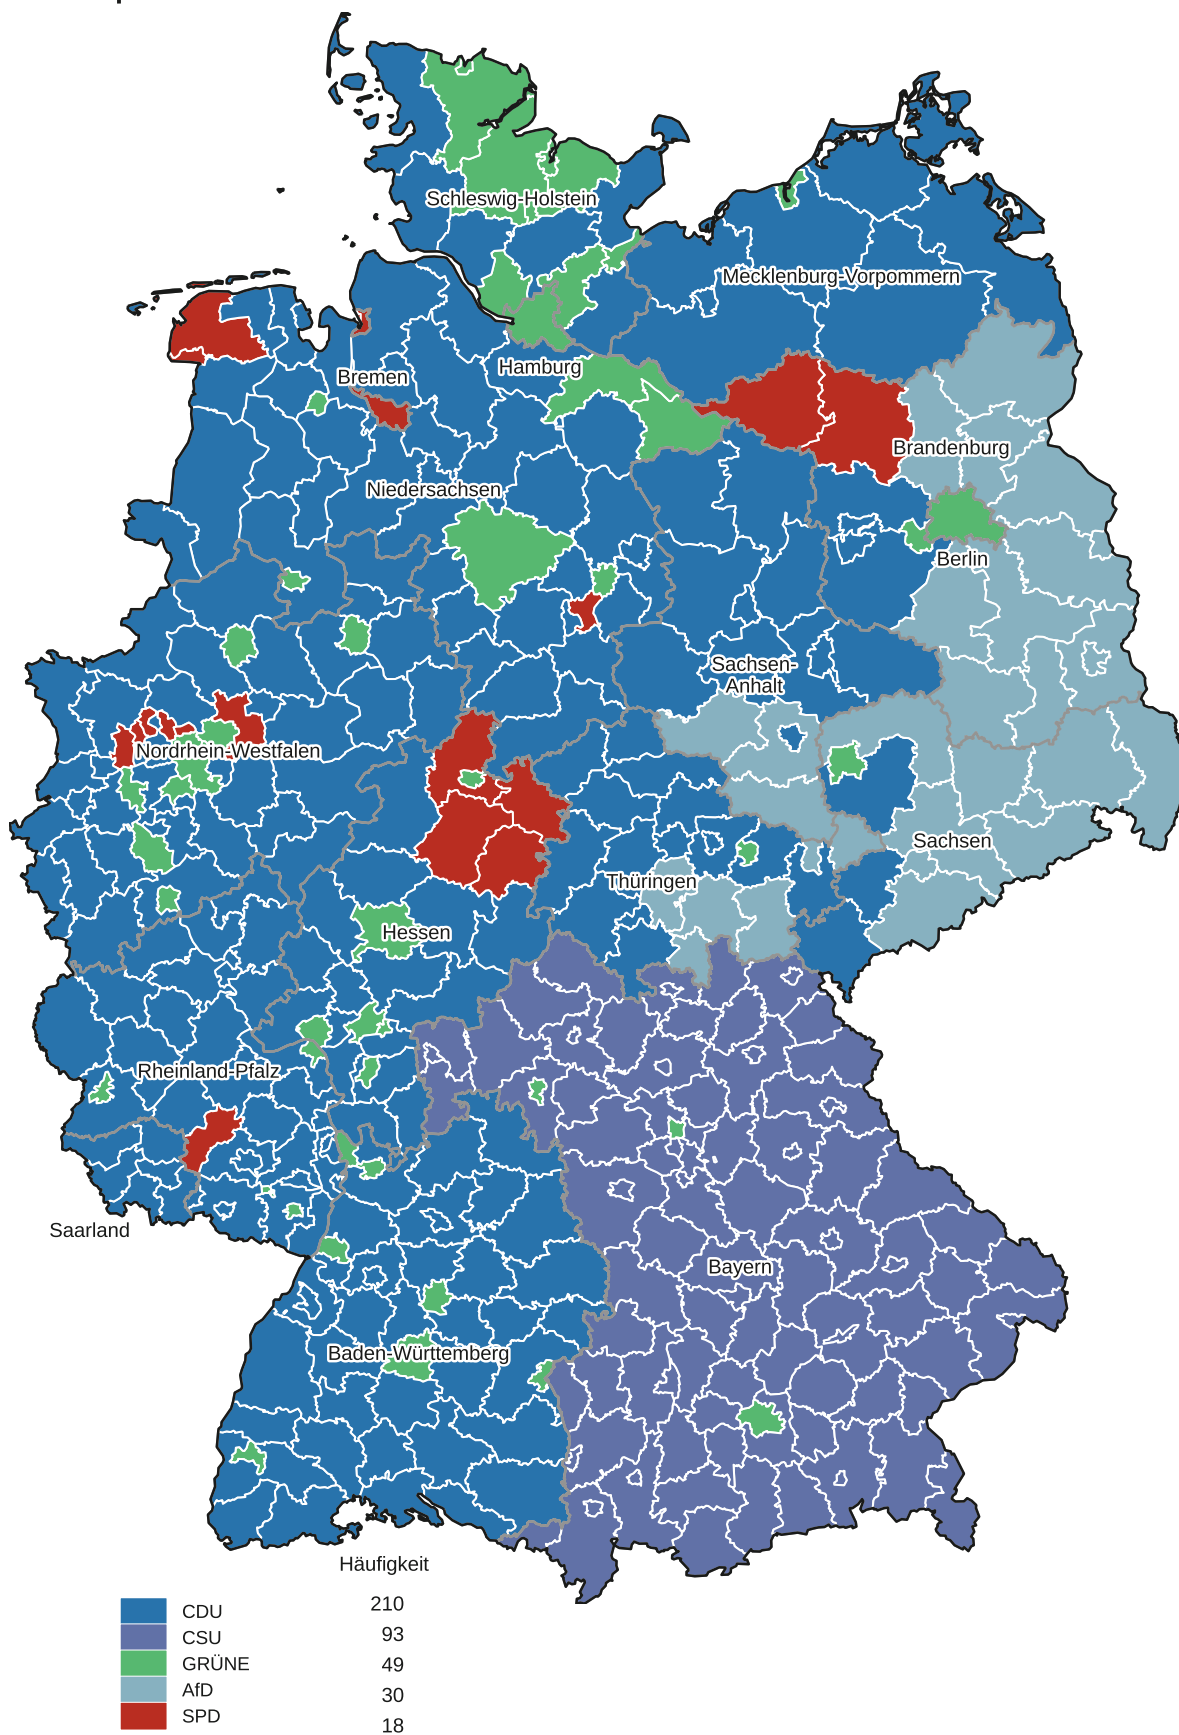 Schleswig-Holstein
Mecklenburg-Vorpommern
Hamburg
Bremen
Brandenburg
Niedersachsen
Berlin
Sachsen-
Anhalt
Nordrhein-Westfalen
Sachsen
Thüringen
Hessen
Rheinland-Pfalz
Saarland
Bayern
Baden-Württemberg
Häufigkeit
CDU 210
CSU 93
GRÜNE 49
AfD 30
SPD 18